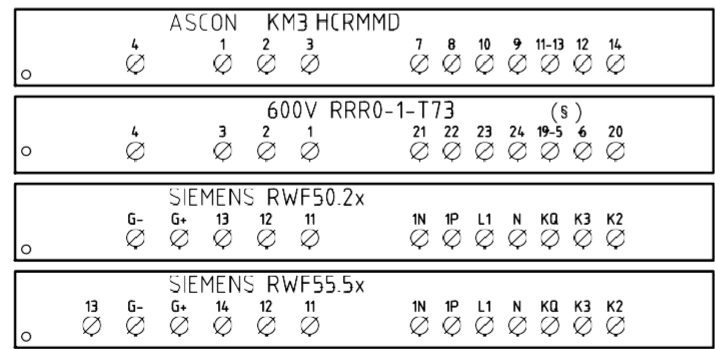 ASCON KM3 HCRMMD
4 1 2 3 7 8 10 9 11-13 12 14
600V RRR0-1-T73 (§)
4 3 2 1 21 22 23 24 19-5 6 20
SIEMENS RWF50.2x
G- G+ 13 12 11 1N 1P L1 N KQ K3 K2
SIEMENS RWF55.5x
13 G- G+ 14 12 11 1N 1P L1 N KQ K3 K2